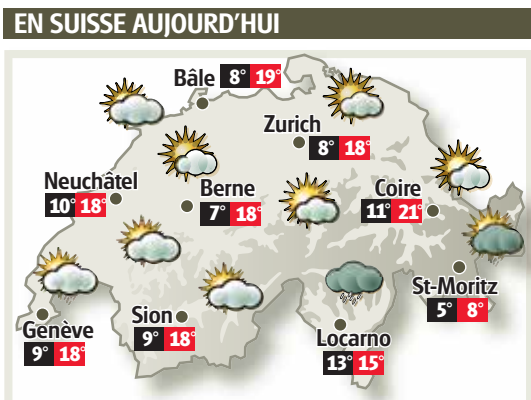 EN SUISSE AUJOURD'HUI
Bâle 8° 19°
Zurich
8° 18°
Neuchâtel
10° 18°
Berne
7° 18°
Coire
11° 21°
St-Moritz
5° 8°
Genève
9° 18°
Sion
9° 18°
Locarno
13° 15°